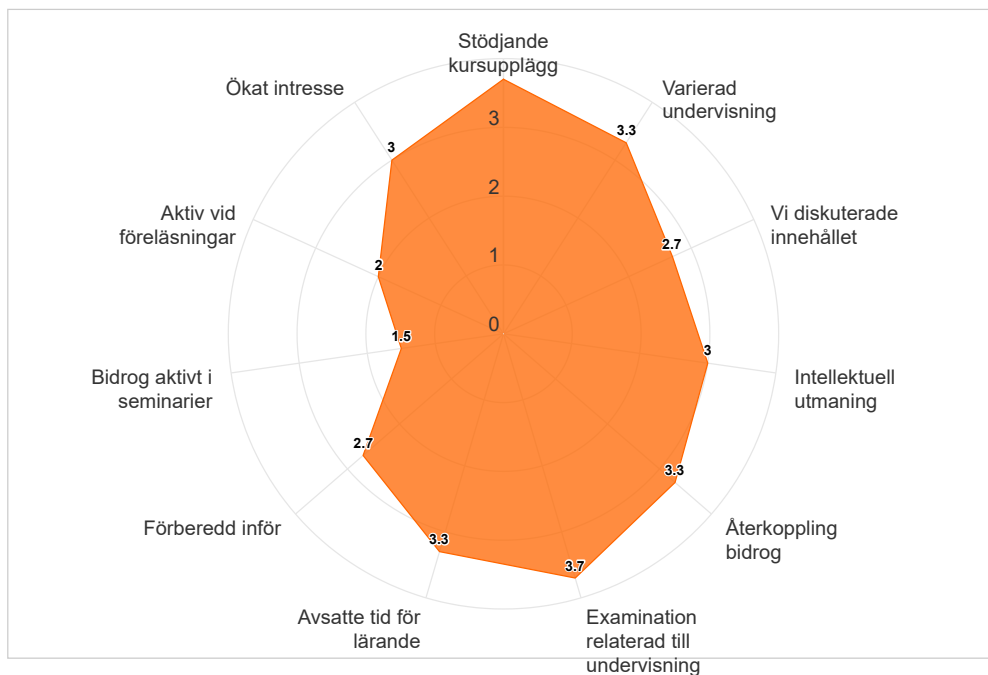 Stödjande
kursupplägg
Ökat intresse
Varierad
undervisning
3
3.3
3
2
Aktiv vid
föreläsningar
Vi diskuterade
innehållet
2.7
1
2
0
1.5
3
Bidrog aktivt i
seminarier
Intellektuell
utmaning
2.7
3.3
Förberedd inför
Återkoppling
bidrog
3.3
3.7
Avsatte tid för
lärande
Examination
relaterad till
undervisning